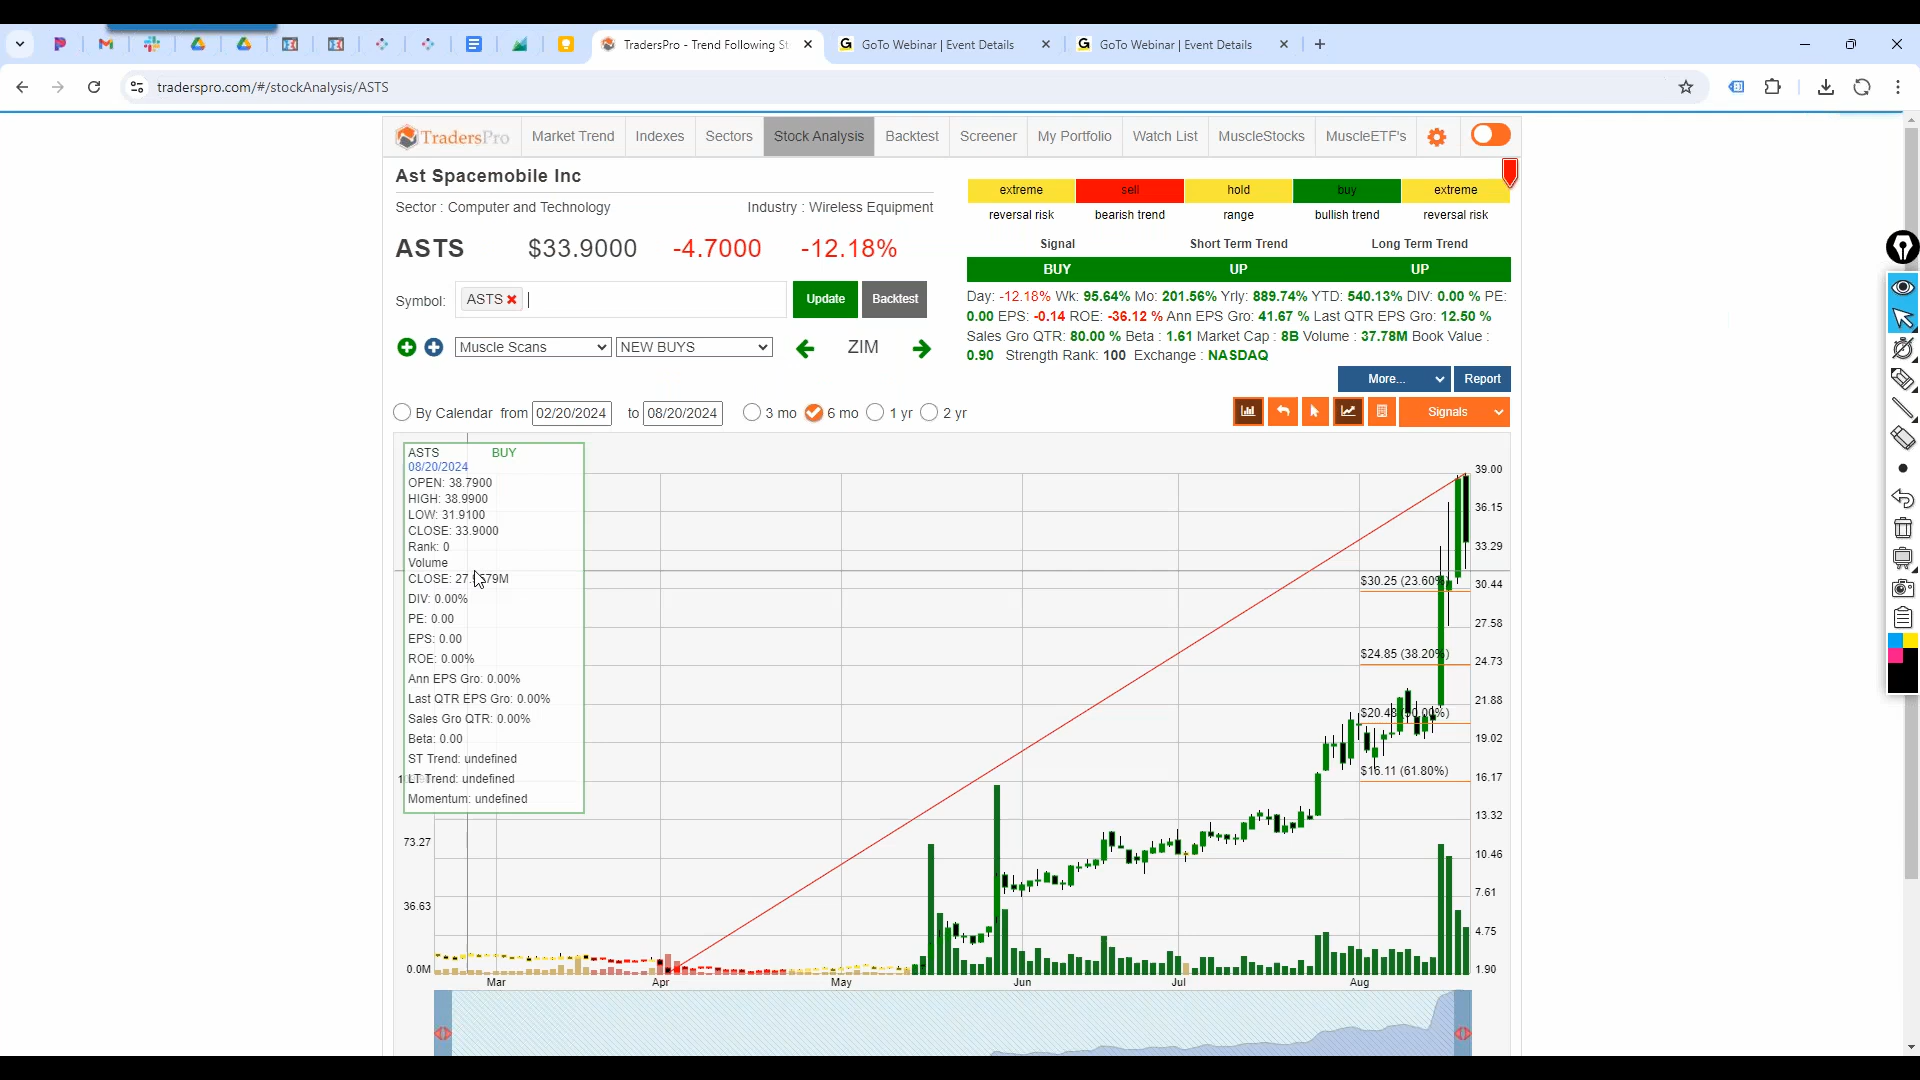 TradersPro - Trend Following St
GoTo Webinar | Event Details
GoTo Webinar | Event Details
traderspro.com/#/stockAnalysis/ASTS
TradersPro
Market Trend
Indexes
Sectors
Stock Analysis
Backtest
Screener
My Portfolio
Watch List
MuscleStocks
MuscleETF's
Ast Spacemobile Inc
Sector : Computer and Technology
Industry : Wireless Equipment
ASTS $33.9000 -4.7000 -12.18%
Symbol: ASTS
Update
Backtest
Muscle Scans
NEW BUYS
ZIM
extreme sell hold buy extreme
reversal risk bearish trend range bullish trend reversal risk
Signal Short Term Trend Long Term Trend
BUY UP UP
Day: -12.18% Wk: 95.64% Mo: 201.56% Yrly: 889.74% YTD: 540.13% DIV: 0.00 % PE:
0.00 EPS: -0.14 ROE: -36.12 % Ann EPS Gro: 41.67 % Last QTR EPS Gro: 12.50 %
Sales Gro QTR: 80.00 % Beta : 1.61 Market Cap : 8B Volume : 37.78M Book Value :
0.90 Strength Rank: 100 Exchange : NASDAQ
More...
Report
By Calendar from 02/20/2024 to 08/20/2024
3 mo
6 mo
1 yr
2 yr
Signals
ASTS BUY
08/20/2024
OPEN: 38.7900
HIGH: 38.9900
LOW: 31.9100
CLOSE: 33.9000
Rank: 0
Volume
DIV: 0.00%
PE: 0.00
EPS: 0.00
ROE: 0.00%
Ann EPS Gro: 0.00%
Last QTR EPS Gro: 0.00%
Sales Gro QTR: 0.00%
Beta: 0.00
ST Trend: undefined
LT Trend: undefined
Momentum: undefined
73.27
36.63
0.0M
$30.25 (23.60%
$24.85 (38.20%)
$16.11 (61.80%)
39.00
36.15
33.29
30.44
27.58
24.73
21.88
19.02
16.17
13.32
10.46
7.61
4.75
1.90
Mar
Apr
May
Jun
Jul
Aug